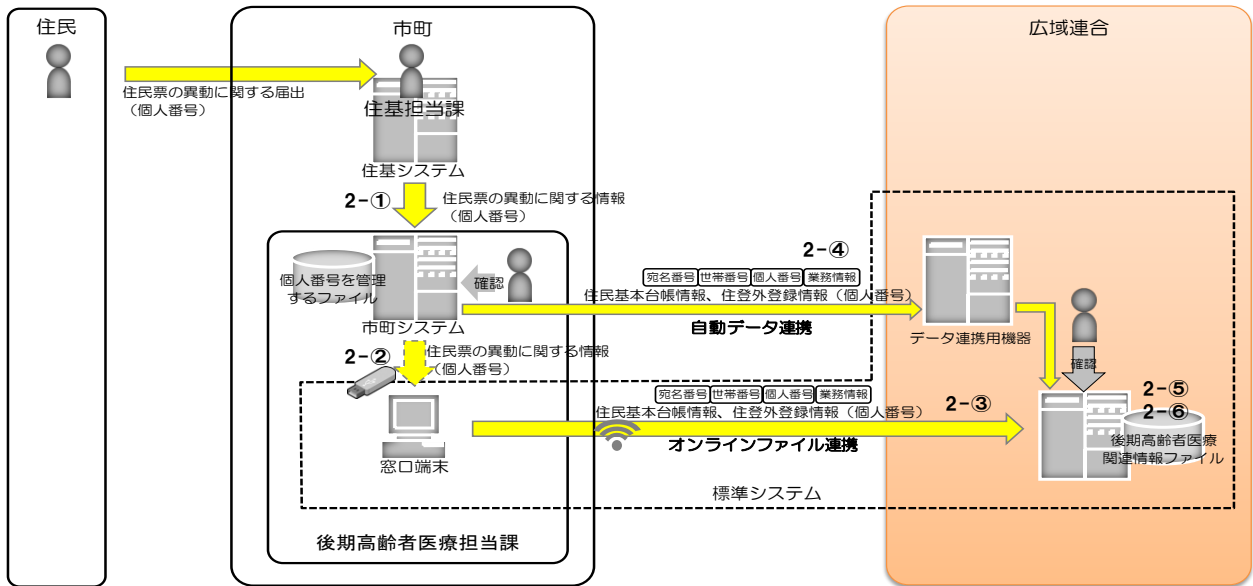 住民
市町
広域連合
住民票の異動に関する届出
（個人番号）
住基担当課
住基システム
2-①
住民票の異動に関する情報
（個人番号）
個人番号を管理
するファイル
確認
市町システム
2-④
宛名番号 世帯番号 個人番号 業務情報
住民基本台帳情報、住登外登録情報（個人番号）
自動データ連携
データ連携用機器
確認
2-②
住民票の異動に関する情報
（個人番号）
宛名番号 世帯番号 個人番号 業務情報
住民基本台帳情報、住登外登録情報（個人番号）
2-③
オンラインファイル連携
2-⑤
2-⑥
後期高齢者医療
関連情報ファイル
窓口端末
標準システム
後期高齢者医療担当課